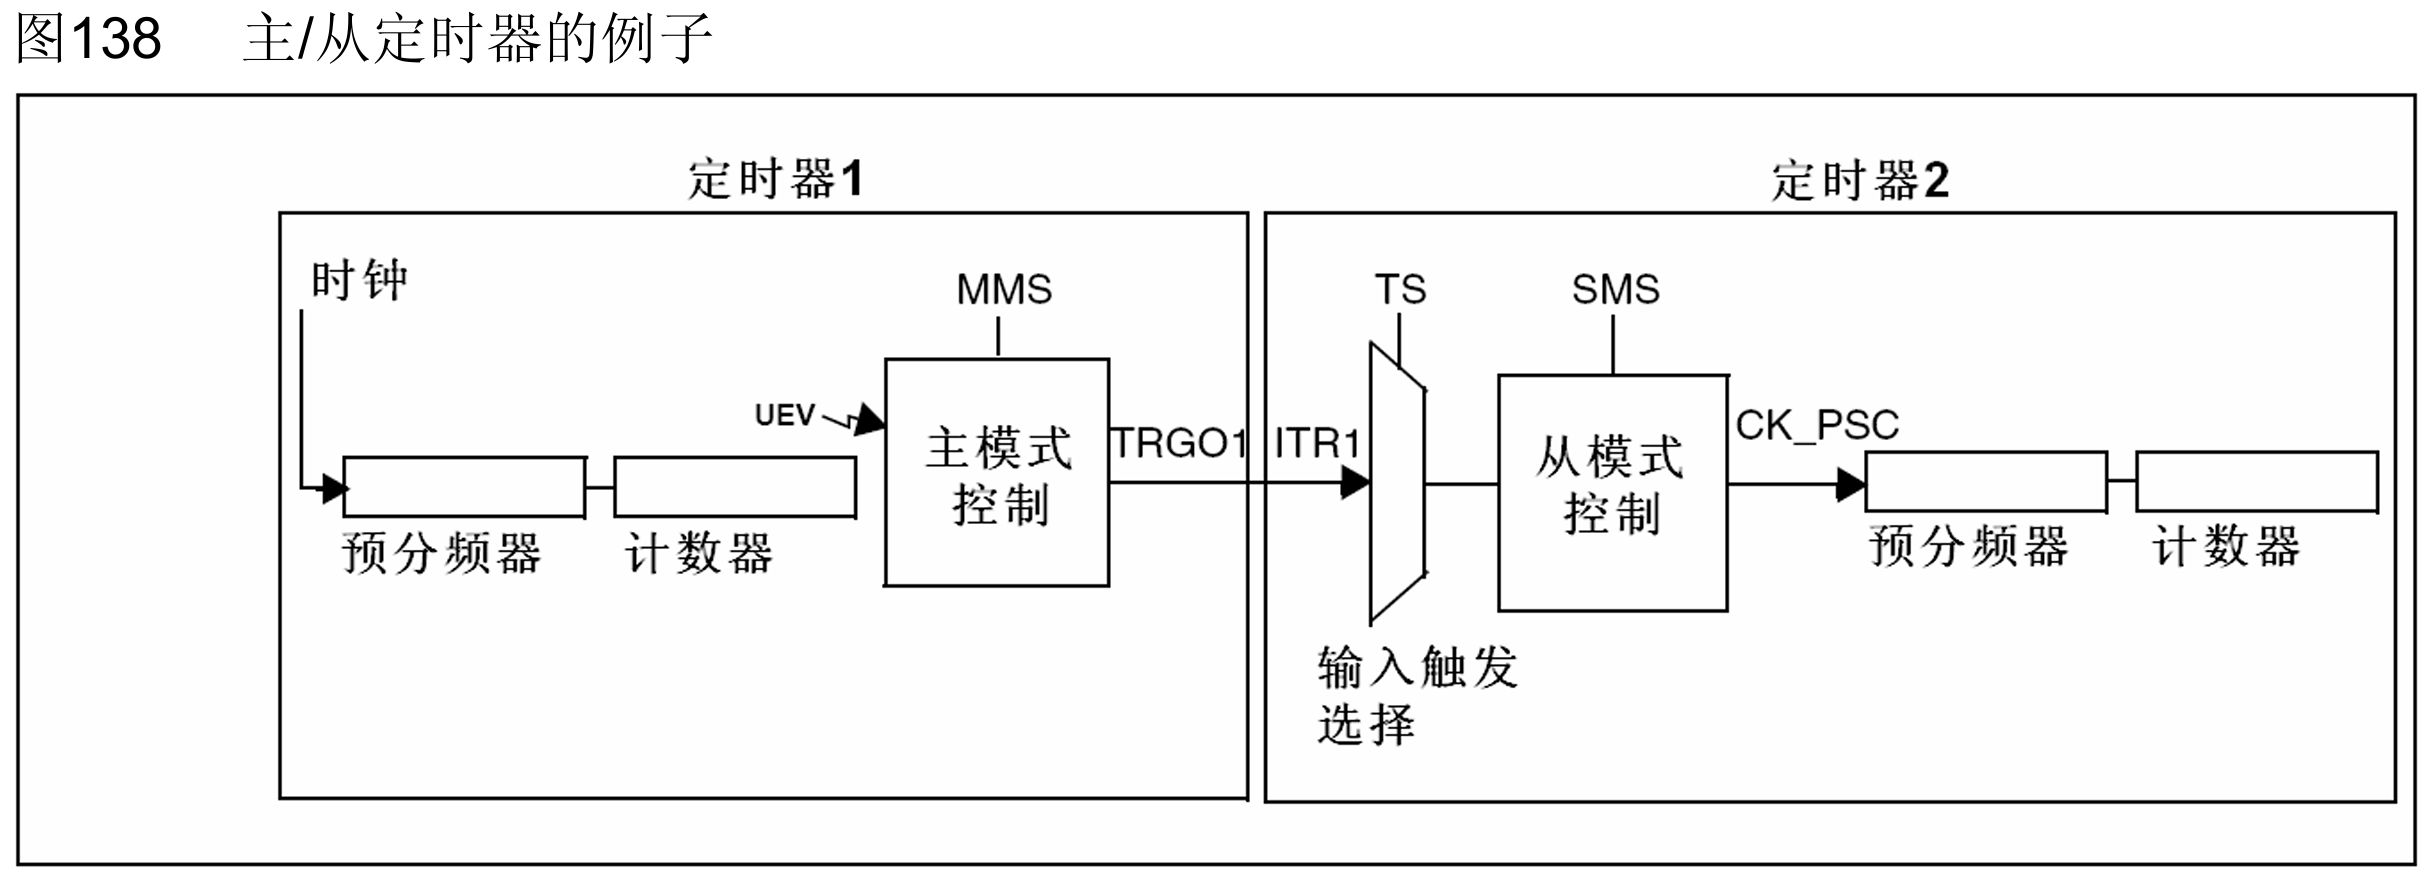 图138 主/从定时器的例子
定时器1
定时器2
时钟
MMS
TS
SMS
UEV
主模式
控制
TRGO1
ITR1
从模式
控制
CK_PSC
预分频器
计数器
预分频器
计数器
输入触发
选择